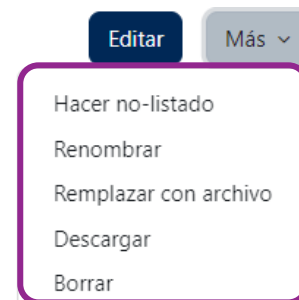 Editar Más
Hacer no-listado
Renombrar
Remplazar con archivo
Descargar
Borrar